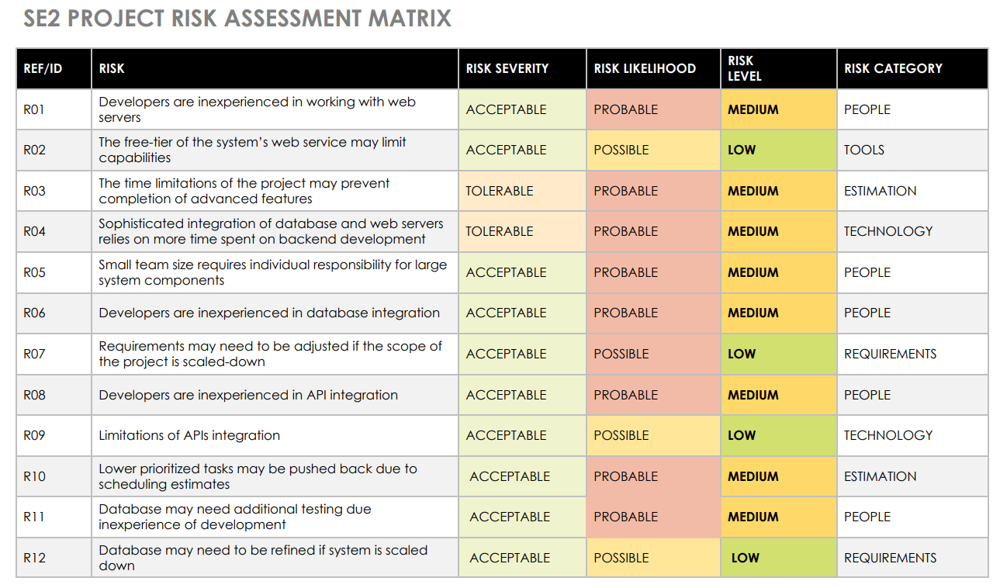 SE2 PROJECT RISK ASSESSMENT MATRIX
REF/ID RISK RISK SEVERITY RISK LIKELIHOOD RISK LEVEL RISK CATEGORY
R01 Developers are inexperienced in working with web servers ACCEPTABLE PROBABLE MEDIUM PEOPLE
R02 The free-tier of the system’s web service may limit capabilities ACCEPTABLE POSSIBLE LOW TOOLS
R03 The time limitations of the project may prevent completion of advanced features TOLERABLE PROBABLE MEDIUM ESTIMATION
R04 Sophisticated integration of database and web servers relies on more time spent on backend development TOLERABLE PROBABLE MEDIUM TECHNOLOGY
R05 Small team size requires individual responsibility for large system components ACCEPTABLE PROBABLE MEDIUM PEOPLE
R06 Developers are inexperienced in database integration ACCEPTABLE PROBABLE MEDIUM PEOPLE
R07 Requirements may need to be adjusted if the scope of the project is scaled-down ACCEPTABLE POSSIBLE LOW REQUIREMENTS
R08 Developers are inexperienced in API integration ACCEPTABLE PROBABLE MEDIUM PEOPLE
R09 Limitations of APIs integration ACCEPTABLE POSSIBLE LOW TECHNOLOGY
R10 Lower prioritized tasks may be pushed back due to scheduling estimates ACCEPTABLE PROBABLE MEDIUM ESTIMATION
R11 Database may need additional testing due inexperience of development ACCEPTABLE PROBABLE MEDIUM PEOPLE
R12 Database may need to be refined if system is scaled down ACCEPTABLE POSSIBLE LOW REQUIREMENTS